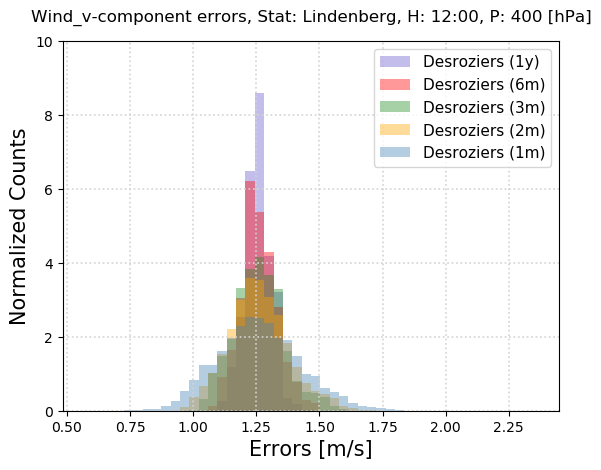 Wind_v-component errors, Stat: Lindenberg, H: 12:00, P: 400 [hPa]
10
8
6
4
2
0
Normalized Counts
Desroziers (1y)
Desroziers (6m)
Desroziers (3m)
Desroziers (2m)
Desroziers (1m)
0.50 0.75 1.00 1.25 1.50 1.75 2.00 2.25
Errors [m/s]